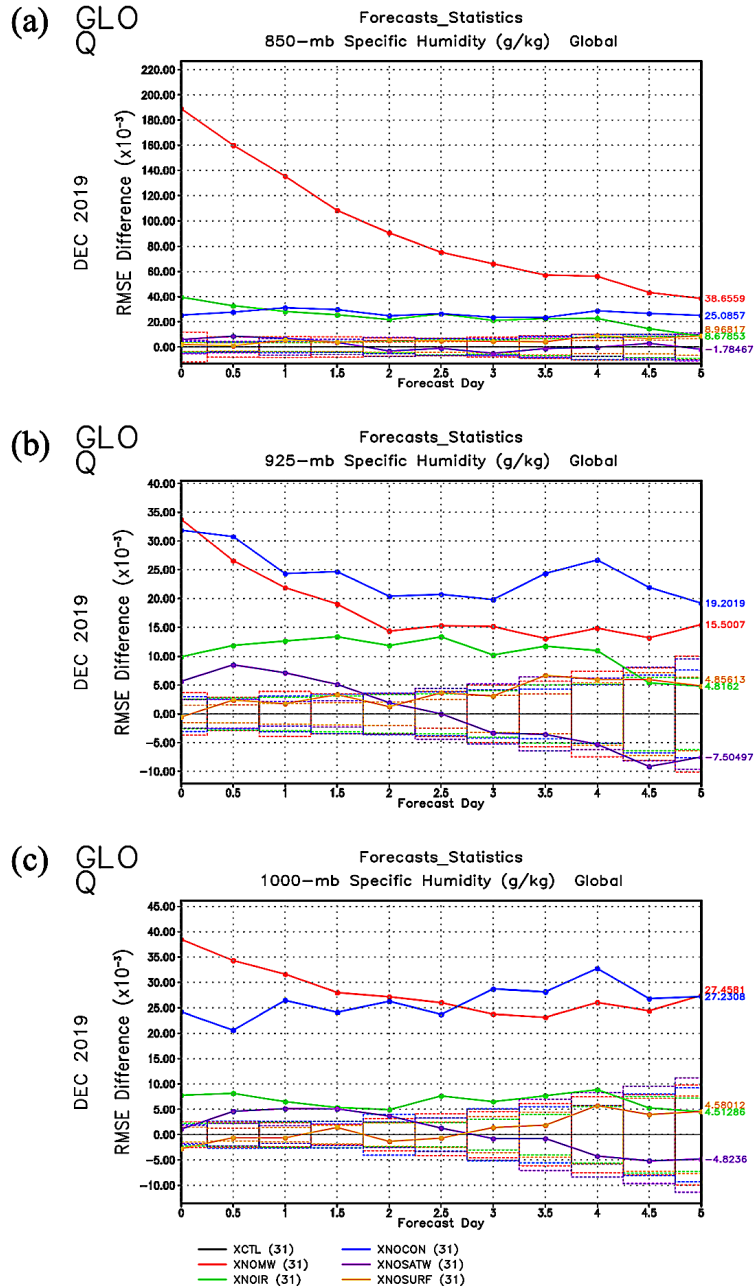 (a) GLO
Q
Forecasts_Statistics
850-mb Specific Humidity (g/kg) Global
DEC 2019
RMSE Difference (x10⁻³)
220.00
200.00
180.00
160.00
140.00
120.00
100.00
80.00
60.00
40.00
20.00
0.00
38.6559
25.0857
8.96817
8.67853
-1.78467
0 0.5 1 1.5 2 2.5 3 3.5 4 4.5 5
Forecast Day
(b) GLO
Q
Forecasts_Statistics
925-mb Specific Humidity (g/kg) Global
DEC 2019
RMSE Difference (x10⁻³)
40.00
35.00
30.00
25.00
20.00
15.00
10.00
5.00
0.00
-5.00
-10.00
19.2019
15.5007
4.85613
4.8162
-7.50497
0 0.5 1 1.5 2 2.5 3 3.5 4 4.5 5
Forecast Day
(c) GLO
Q
Forecasts_Statistics
1000-mb Specific Humidity (g/kg) Global
DEC 2019
RMSE Difference (x10⁻³)
45.00
40.00
35.00
30.00
25.00
20.00
15.00
10.00
5.00
0.00
-5.00
-10.00
27.4581
27.2308
4.58012
4.51286
-4.8236
0 0.5 1 1.5 2 2.5 3 3.5 4 4.5 5
Forecast Day
XCTL (31) XNOCON (31)
XNOMW (31) XNOSATW (31)
XNOIR (31) XNOSURF (31)